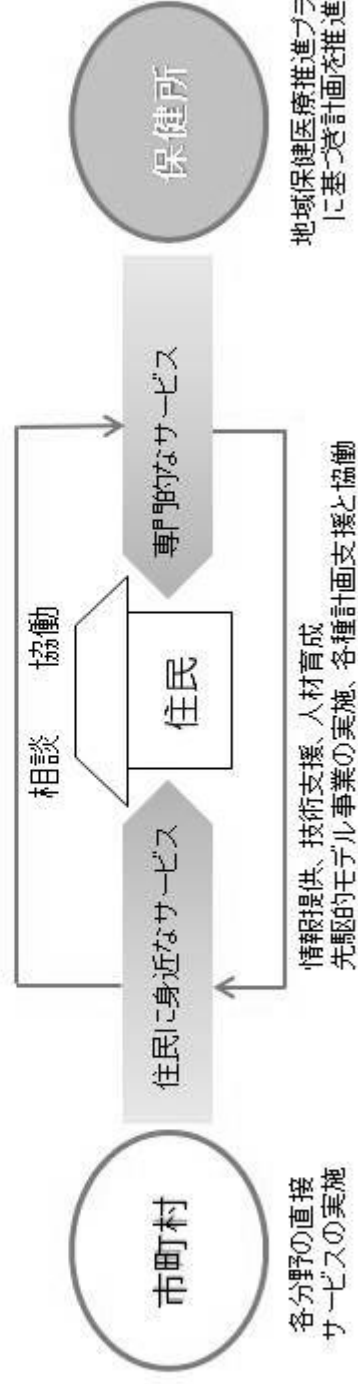 相談　協働
市町村
住民に身近なサービス
住民
専門的なサービス
保健所
各分野の直接
サービスの実施
情報提供、技術支援、人材育成
先駆的モデル事業の実施、各種計画支援と協働
地域保健医療推進プラ
に基づき計画を推進